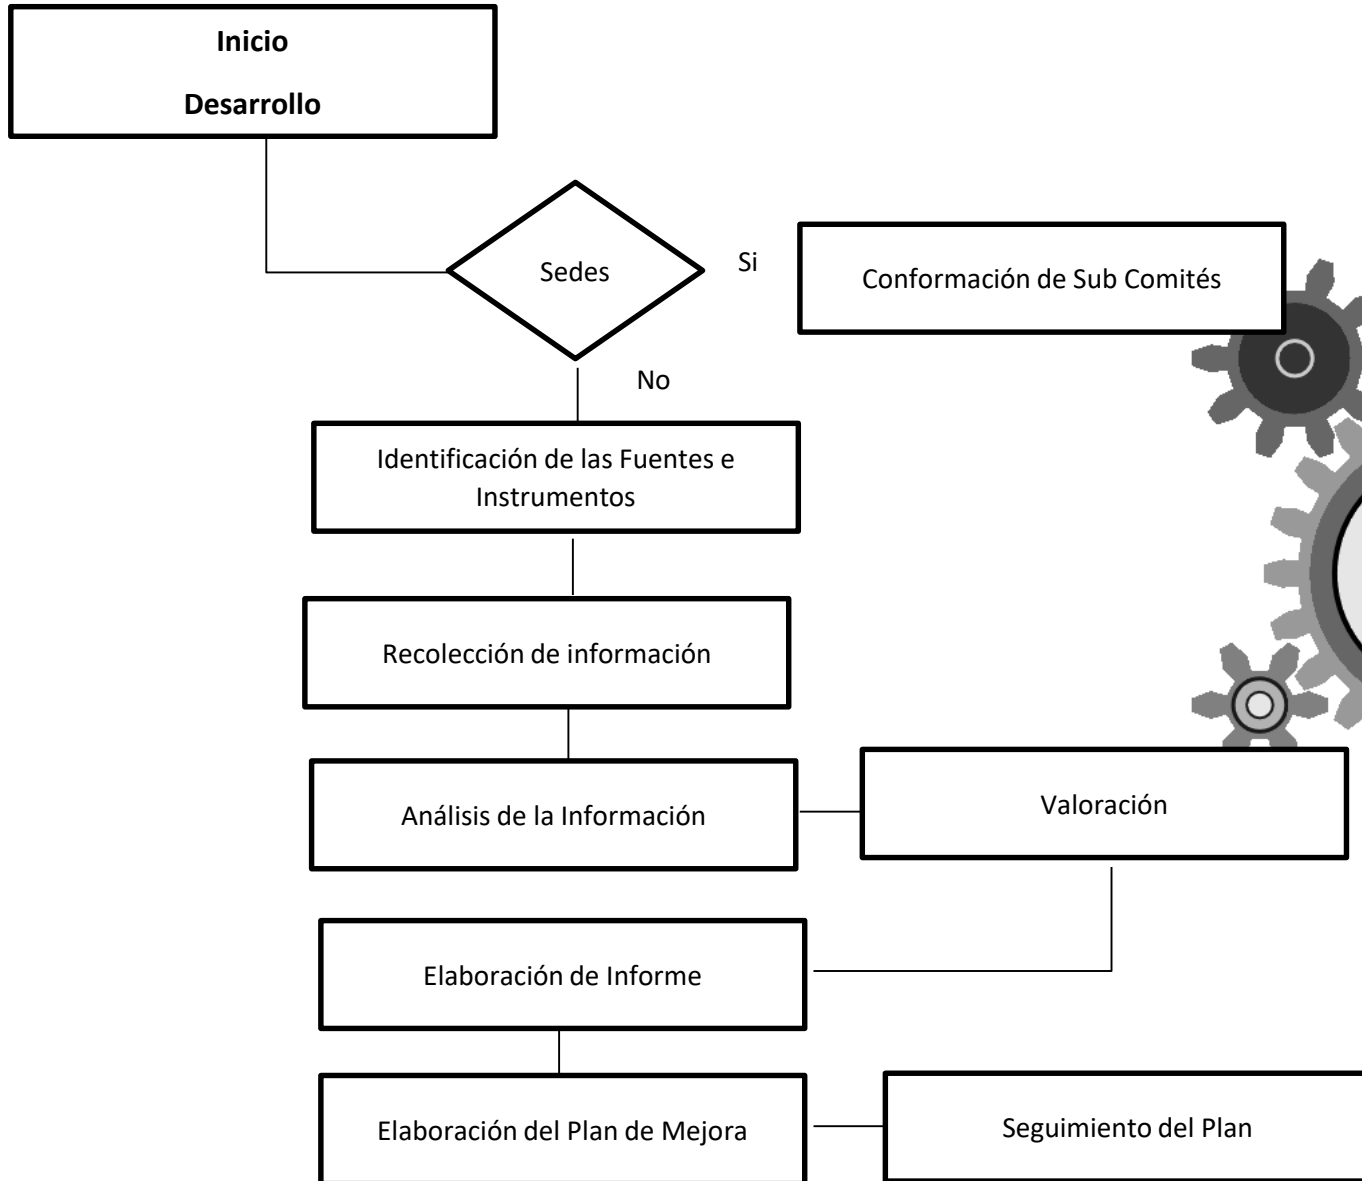 Inicio
Desarrollo
Sedes
Si
Conformación de Sub Comités
No
Identificación de las Fuentes e
Instrumentos
Recolección de información
Análisis de la Información
Valoración
Elaboración de Informe
Elaboración del Plan de Mejora
Seguimiento del Plan